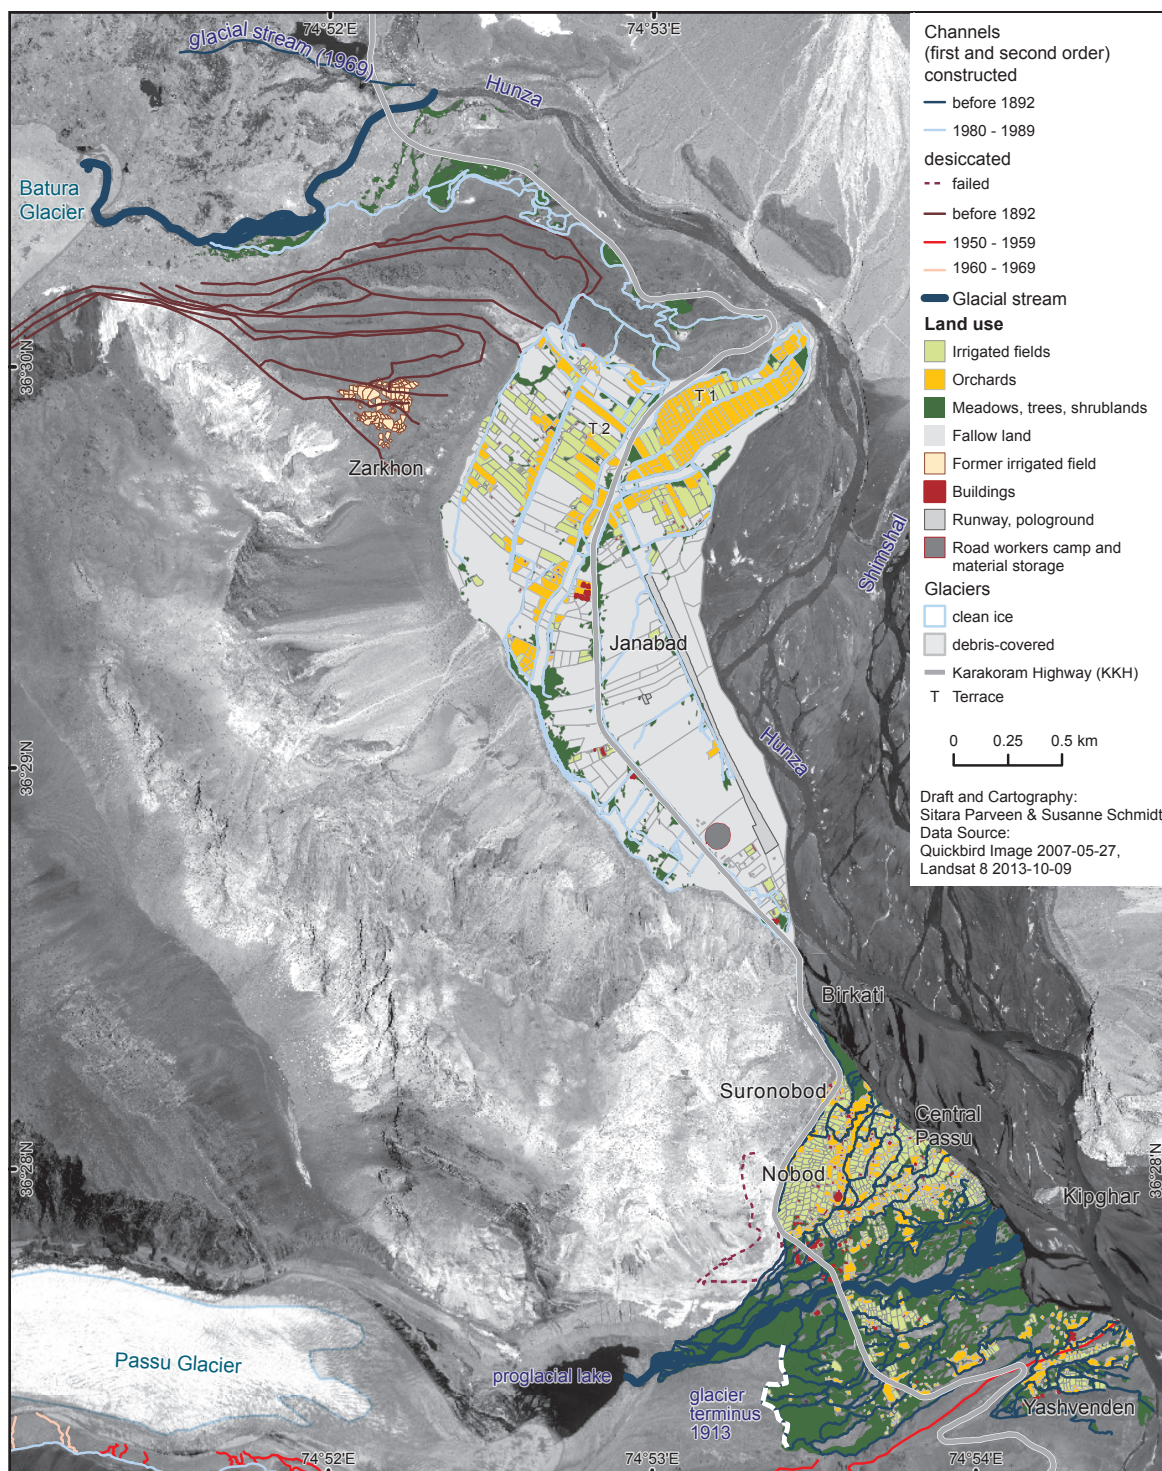 74°52'E
74°53'E
glacial stream (1969)
Hunza
Batura
Glacier
36°30'N
T 1
T 2
Zarkhon
Shimshal
Janabad
Hunza
36°29'N
Birkati
Suronobod
Central
Passu
Nobod
Kipghar
36°28'N
36°28'N
Passu Glacier
proglacial lake
glacier
terminus
1913
Yashvenden
74°52'E
74°53'E
74°54'E
Channels
(first and second order)
constructed
before 1892
1980 - 1989
desiccated
failed
before 1892
1950 - 1959
1960 - 1969
Glacial stream
Land use
Irrigated fields
Orchards
Meadows, trees, shrublands
Fallow land
Former irrigated field
Buildings
Runway, pologround
Road workers camp and
material storage
Glaciers
clean ice
debris-covered
Karakoram Highway (KKH)
T Terrace
0 0.25 0.5 km
Draft and Cartography:
Sitara Parveen & Susanne Schmidt
Data Source:
Quickbird Image 2007-05-27,
Landsat 8 2013-10-09